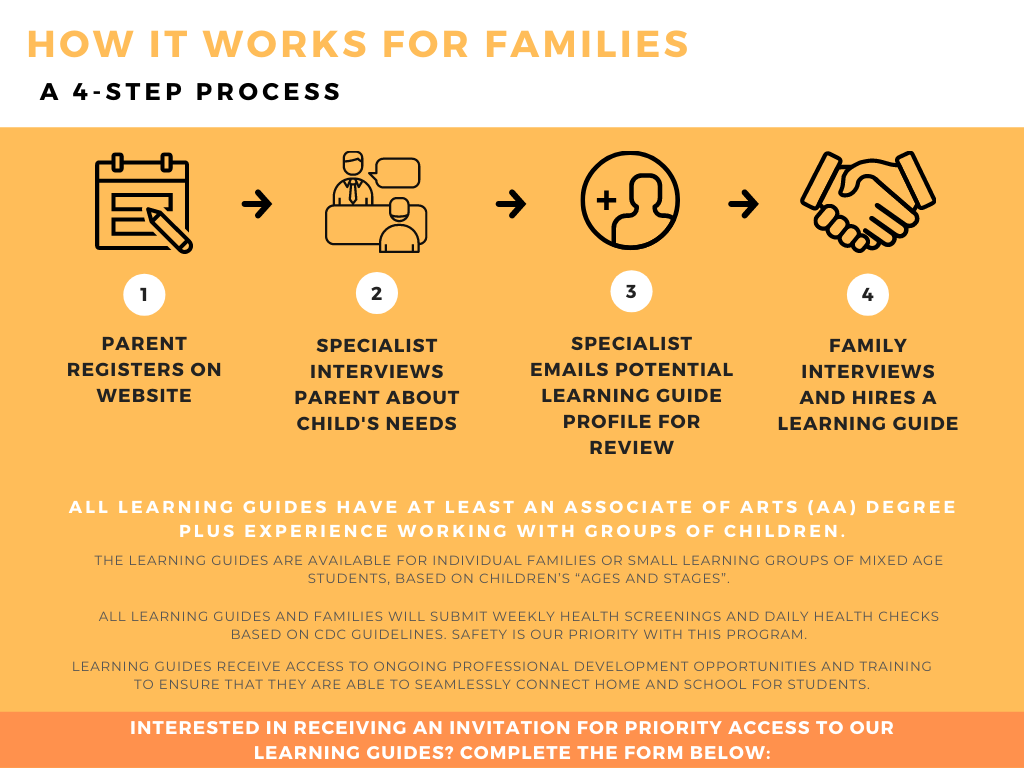 HOW IT WORKS FOR FAMILIES
A 4-STEP PROCESS
1
PARENT
REGISTERS ON
WEBSITE
2
SPECIALIST
INTERVIEWS
PARENT ABOUT
CHILD'S NEEDS
3
SPECIALIST
EMAILS POTENTIAL
LEARNING GUIDE
PROFILE FOR
REVIEW
4
FAMILY
INTERVIEWS
AND HIRES A
LEARNING GUIDE
ALL LEARNING GUIDES HAVE AT LEAST AN ASSOCIATE OF ARTS (AA) DEGREE
PLUS EXPERIENCE WORKING WITH GROUPS OF CHILDREN.
THE LEARNING GUIDES ARE AVAILABLE FOR INDIVIDUAL FAMILIES OR SMALL LEARNING GROUPS OF MIXED AGE
STUDENTS, BASED ON CHILDREN’S “AGES AND STAGES”.
ALL LEARNING GUIDES AND FAMILIES WILL SUBMIT WEEKLY HEALTH SCREENINGS AND DAILY HEALTH CHECKS
BASED ON CDC GUIDELINES. SAFETY IS OUR PRIORITY WITH THIS PROGRAM.
LEARNING GUIDES RECEIVE ACCESS TO ONGOING PROFESSIONAL DEVELOPMENT OPPORTUNITIES AND TRAINING
TO ENSURE THAT THEY ARE ABLE TO SEAMLESSLY CONNECT HOME AND SCHOOL FOR STUDENTS.
INTERESTED IN RECEIVING AN INVITATION FOR PRIORITY ACCESS TO OUR
LEARNING GUIDES? COMPLETE THE FORM BELOW: